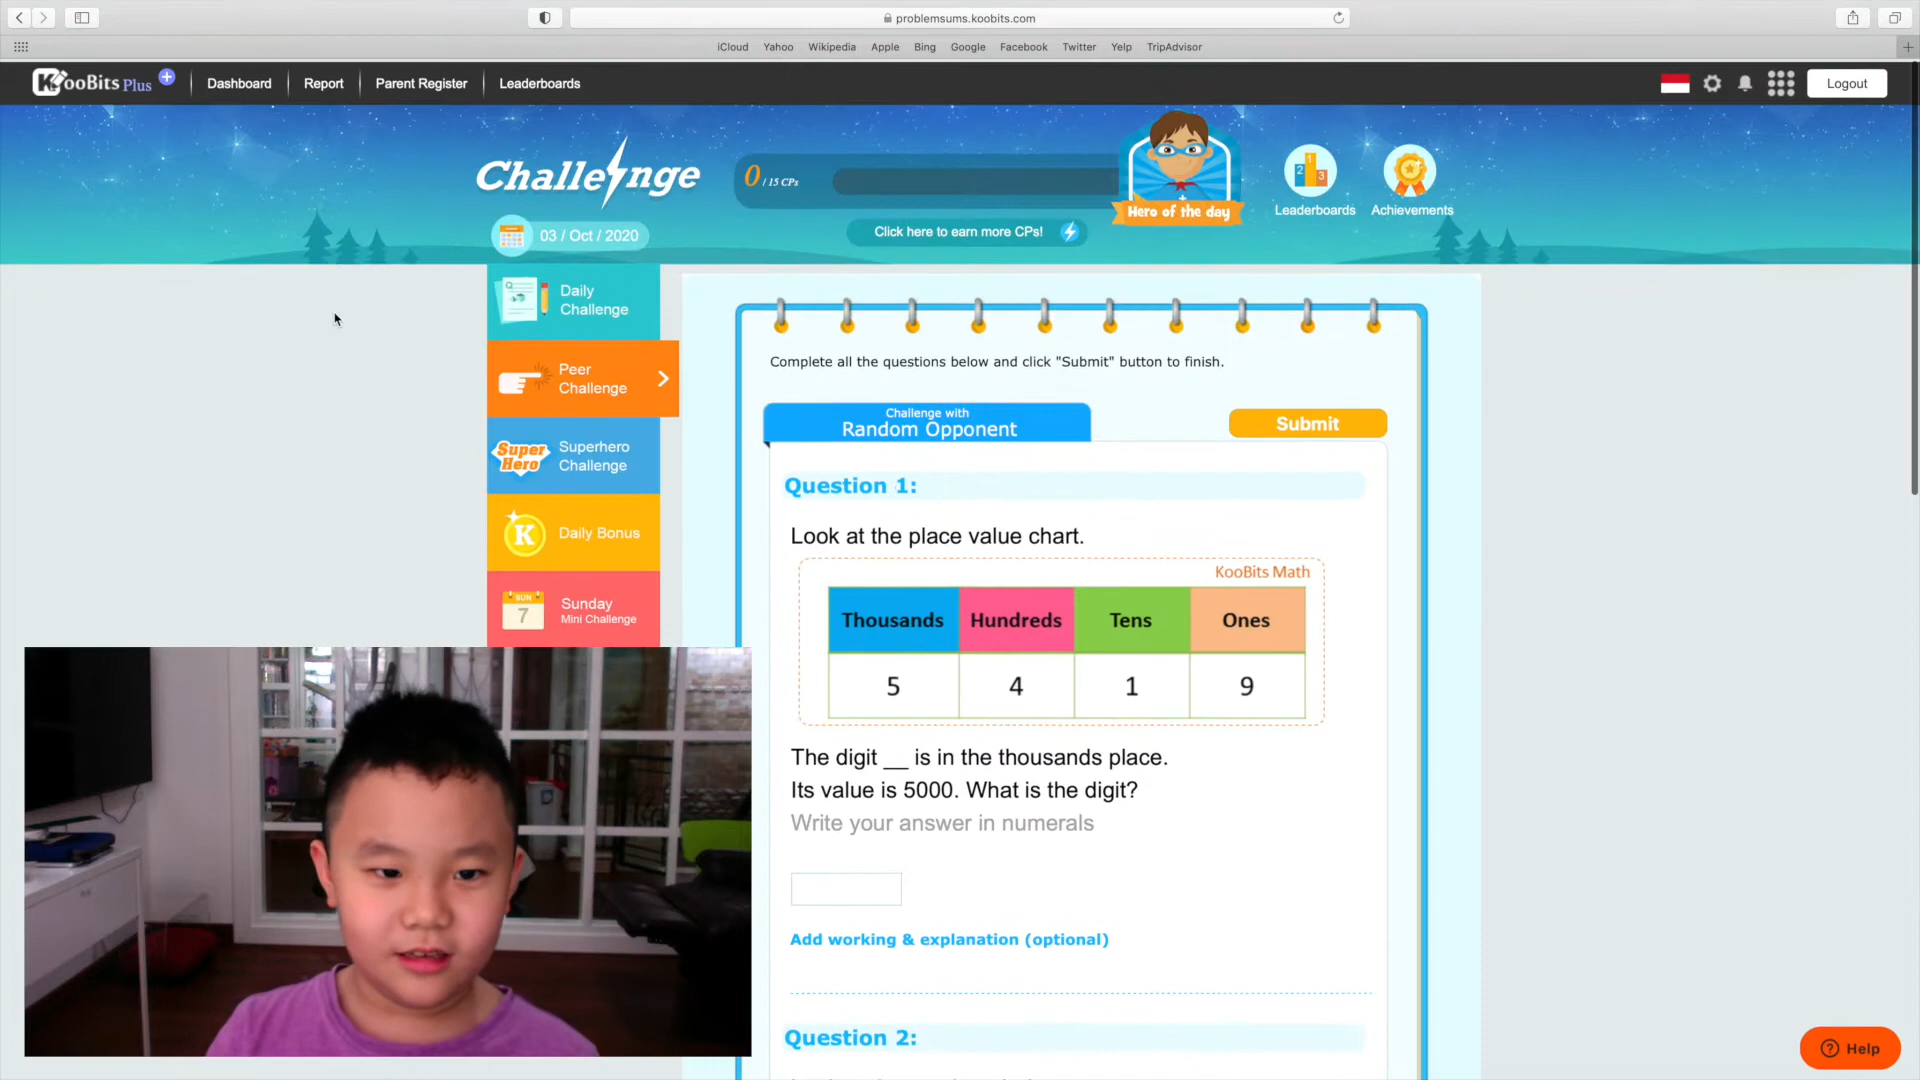 problemsums.koobits.com
iCloud Yahoo Wikipedia Apple Bing Google Facebook Twitter Yelp TripAdvisor
KooBits Plus + Dashboard Report Parent Register Leaderboards Logout
Challenge
0 / 15 CPs
Hero of the day
1
2
3
Leaderboards
Achievements
03 / Oct / 2020
Click here to earn more CPs!
Daily
Challenge
Peer
Challenge
Super
Hero
Superhero
Challenge
K
Daily Bonus
SUN
7
Sunday
Mini Challenge
Complete all the questions below and click "Submit" button to finish.
Challenge with
Random Opponent
Submit
Question 1:
Look at the place value chart.
KooBits Math
Thousands Hundreds Tens Ones
5 4 1 9
The digit __ is in the thousands place.
Its value is 5000. What is the digit?
Write your answer in numerals
Add working & explanation (optional)
Question 2:
? Help